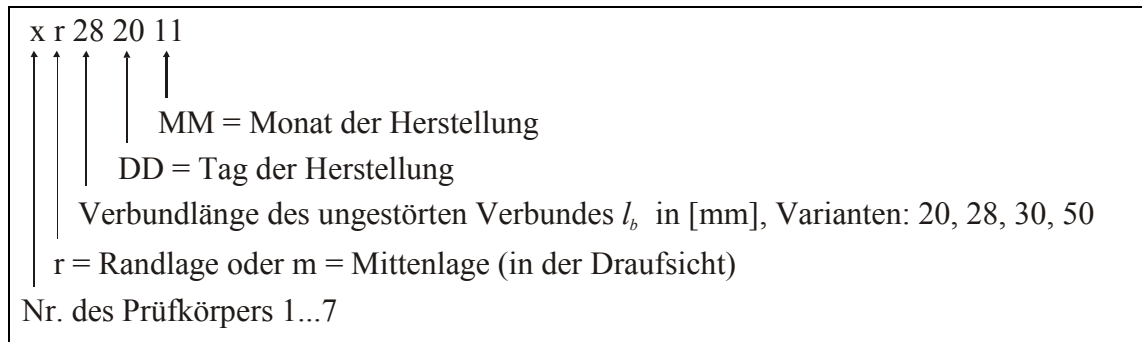 x r 28 20 11
MM = Monat der Herstellung
DD = Tag der Herstellung
Verbundlänge des ungestörten Verbundes l_b in [mm], Varianten: 20, 28, 30, 50
r = Randlage oder m = Mittenlage (in der Draufsicht)
Nr. des Prüfkörpers 1...7